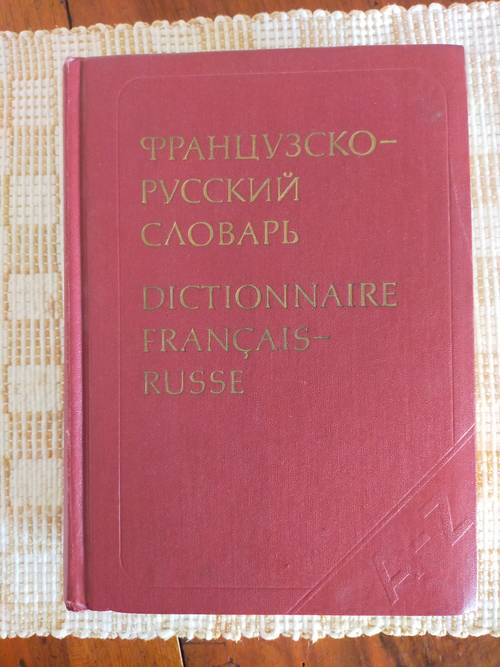 ФРАНЦУЗСКО-
РУССКИЙ
СЛОВАРЬ
DICTIONNAIRE
FRANÇAIS-
RUSSE
A-Z